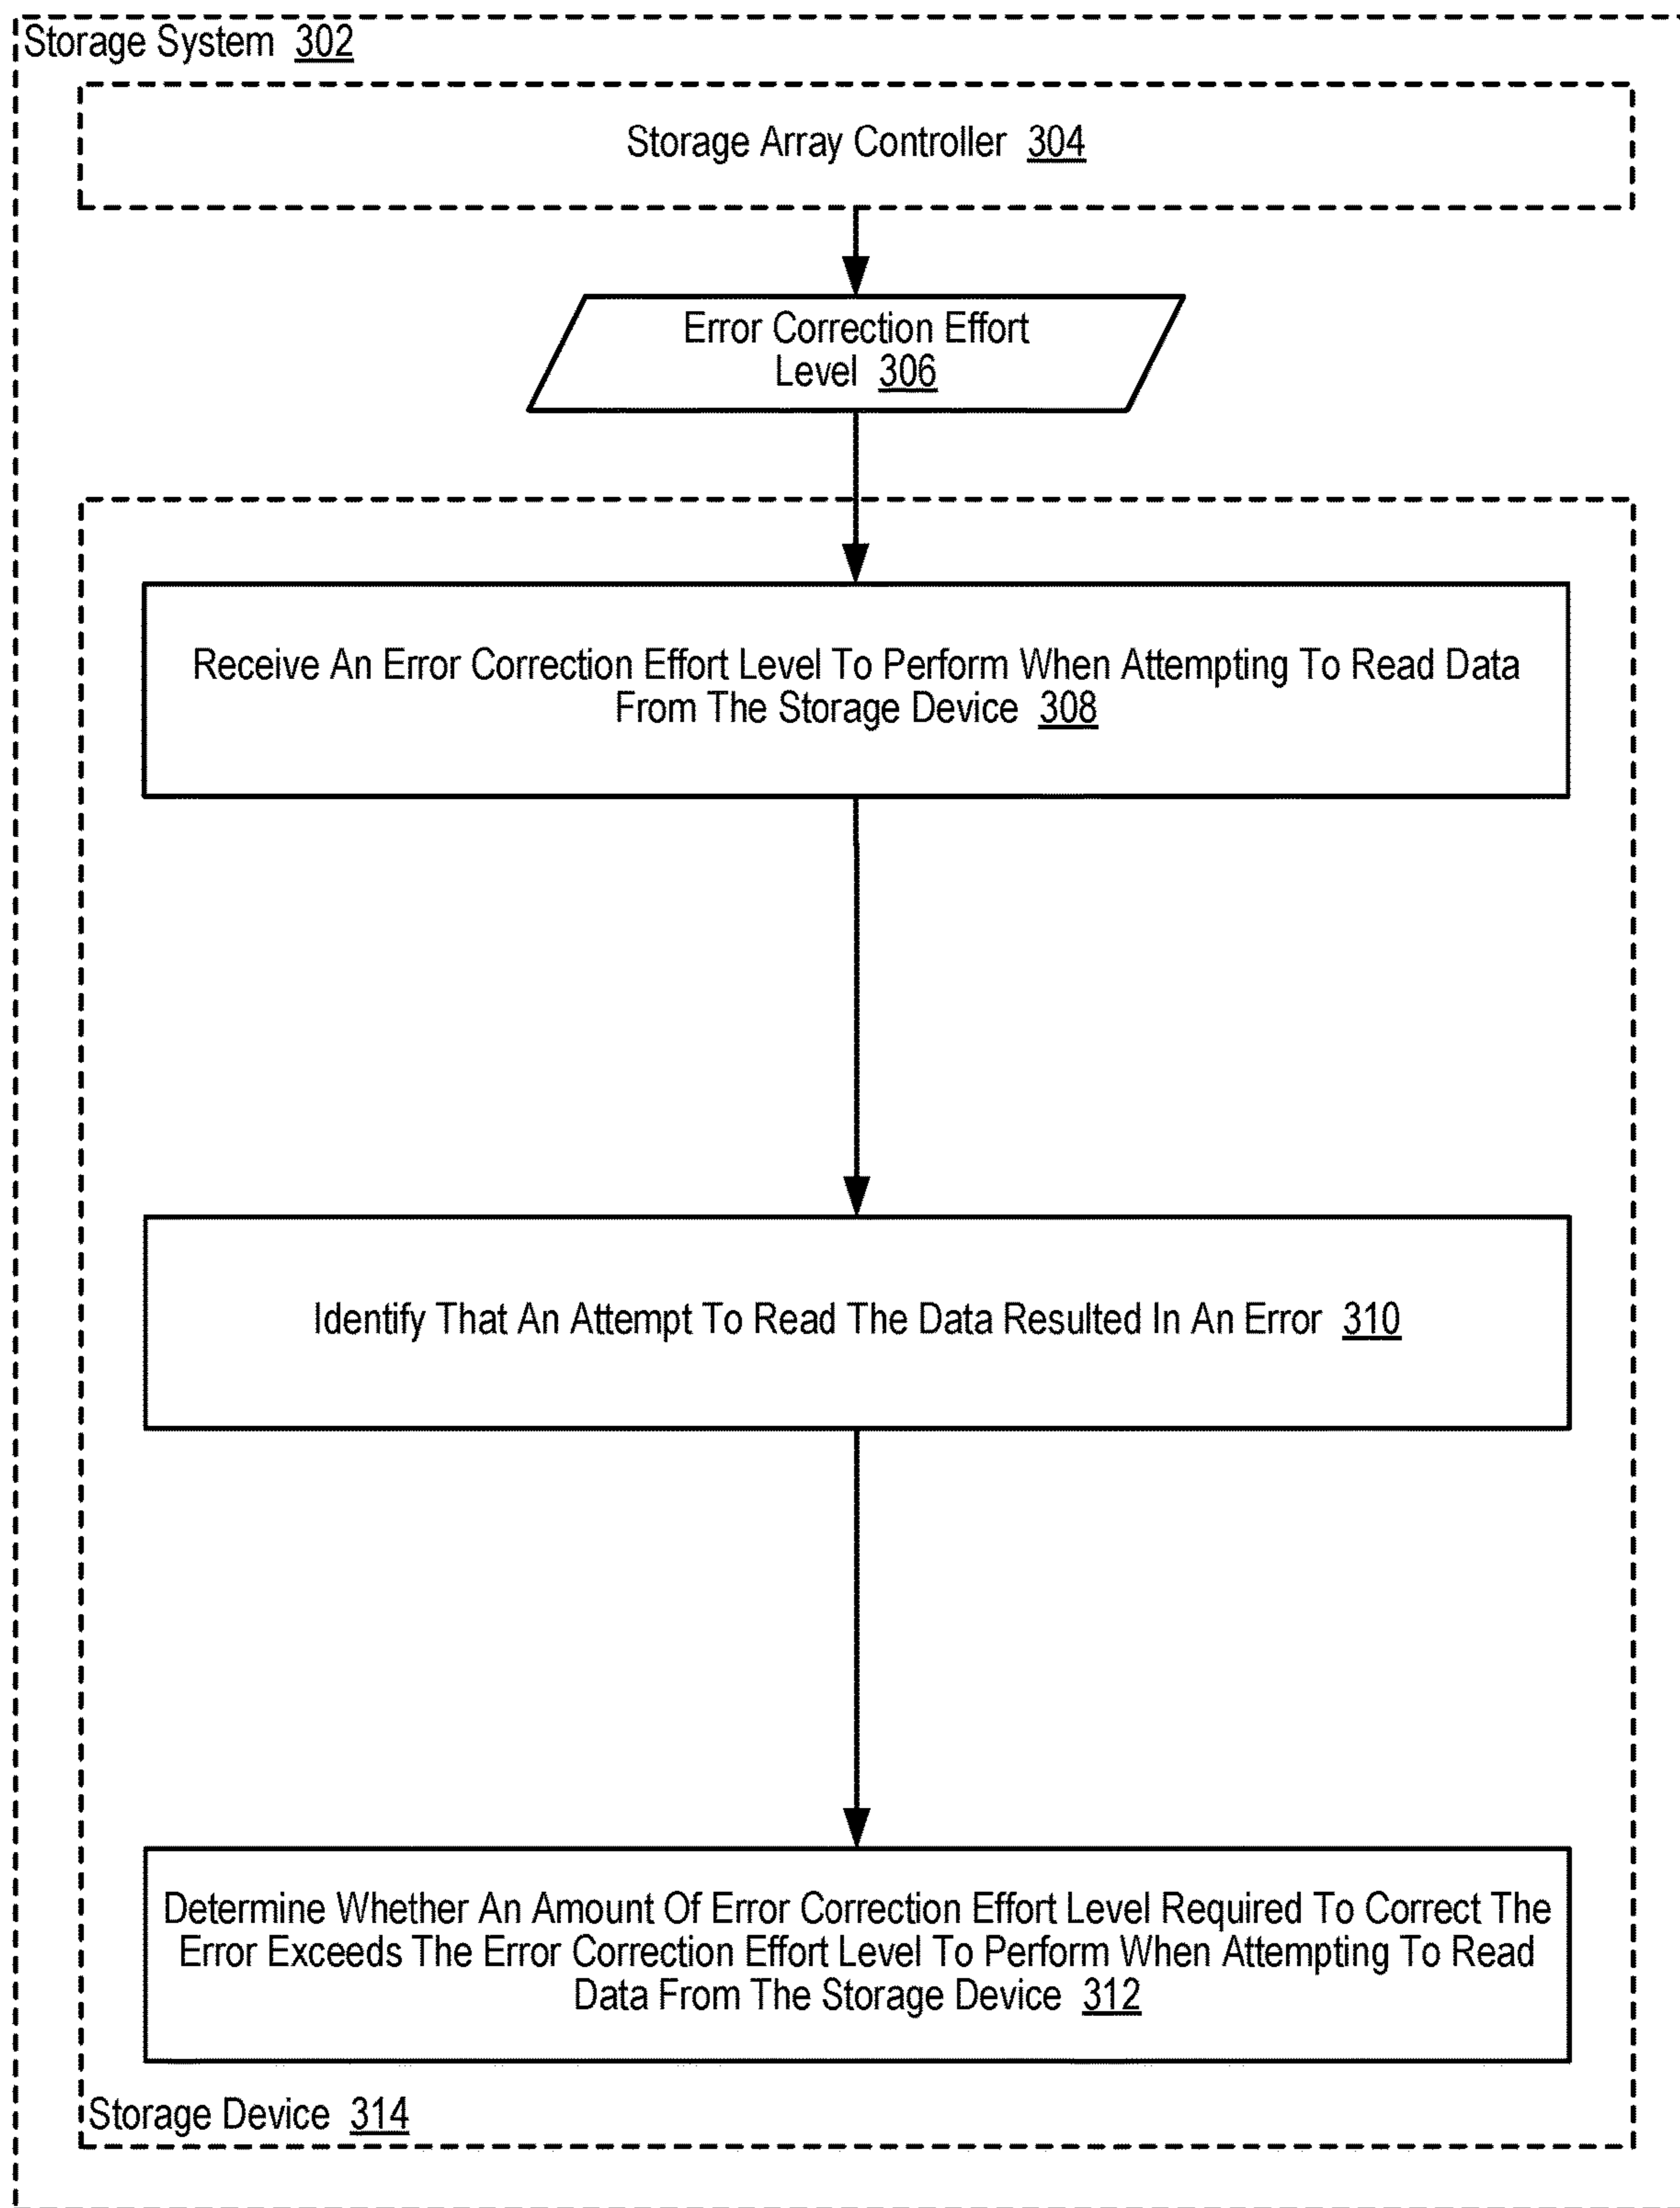 Storage System 302
Storage Array Controller 304
Error Correction Effort
Level 306
Receive An Error Correction Effort Level To Perform When Attempting To Read Data
From The Storage Device 308
Identify That An Attempt To Read The Data Resulted In An Error 310
Determine Whether An Amount Of Error Correction Effort Level Required To Correct The
Error Exceeds The Error Correction Effort Level To Perform When Attempting To Read
Data From The Storage Device 312
Storage Device 314